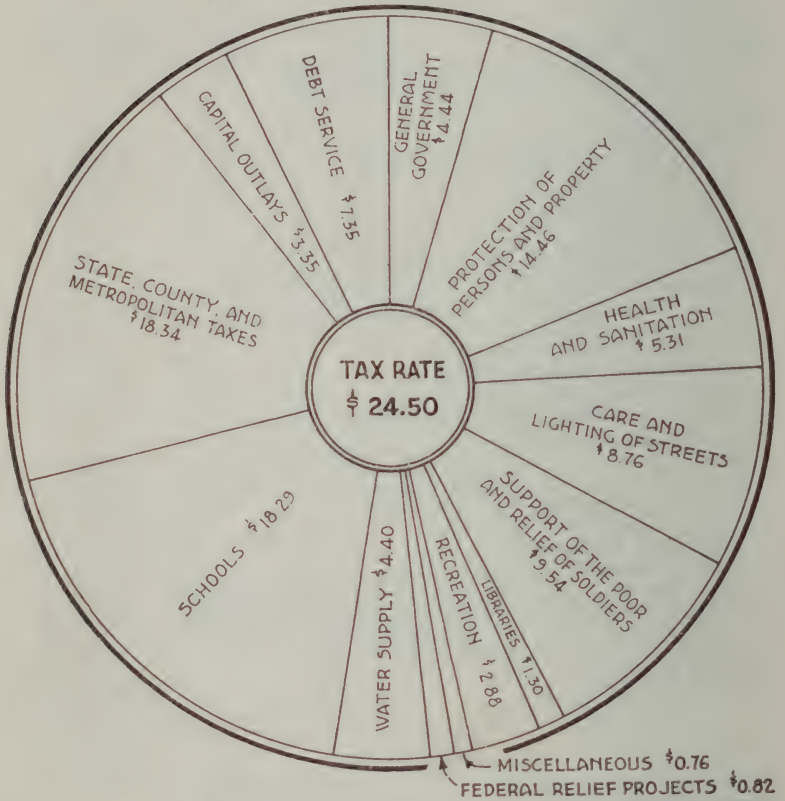 GENERAL
GOVERNMENT
$4.44
PROTECTION OF
PERSONS AND PROPERTY
$14.46
HEALTH
AND SANITATION
$5.31
CARE AND
LIGHTING OF STREETS
$8.76
SUPPORT OF THE POOR
AND RELIEF OF SOLDIERS
$9.54
LIBRARIES $1.30
RECREATION $2.88
MISCELLANEOUS $0.76
FEDERAL RELIEF PROJECTS $0.82
WATER SUPPLY $4.40
SCHOOLS $18.29
STATE, COUNTY, AND
METROPOLITAN TAXES
$18.34
CAPITAL OUTLAYS $3.35
DEBT SERVICE $7.35
TAX RATE
$24.50